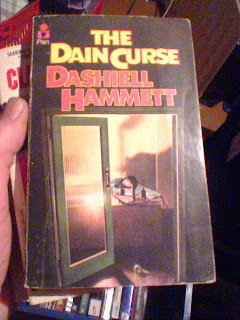 Pan
THE
DAIN CURSE
DASHIELL
HAMMETT